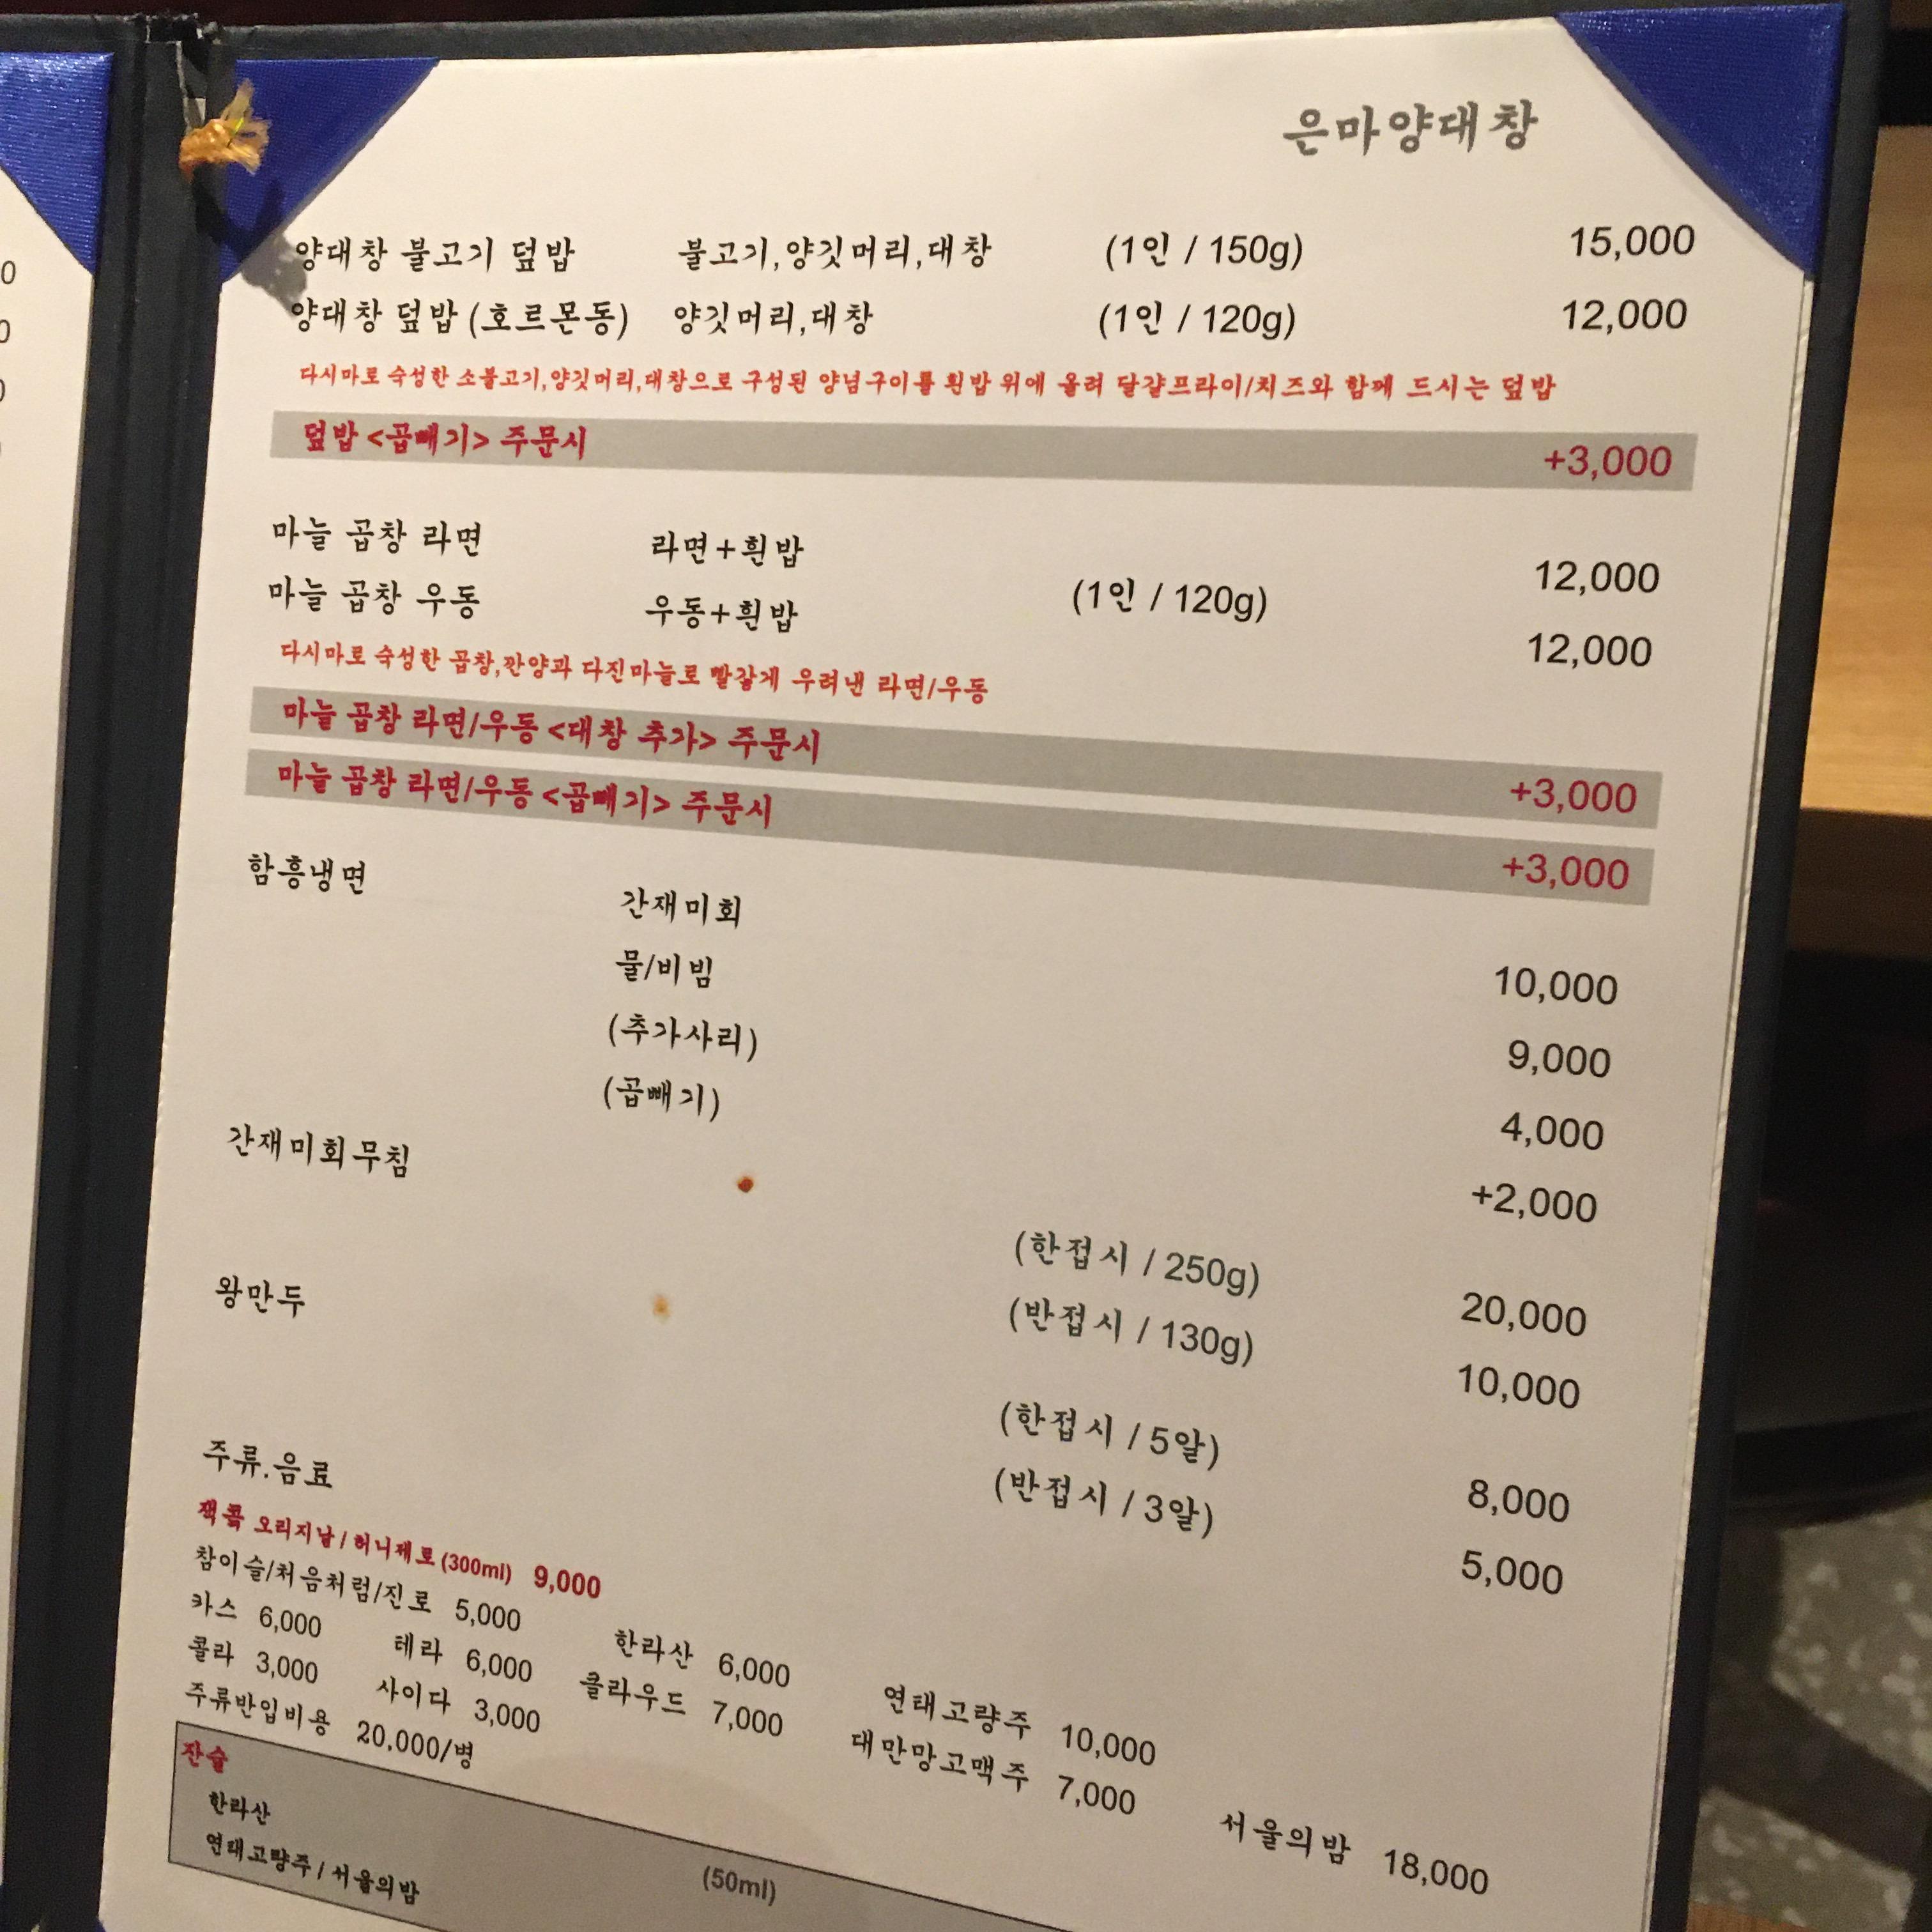 은마양대창
양대창 불고기 덮밥 불고기,양깃머리,대창 (1인 / 150g) 15,000
양대창 덮밥 (호르몬동) 양깃머리,대창 (1인 / 120g) 12,000
다시마로 숙성한 소불고기,양깃머리,대창으로 구성된 양념구이를 흰밥 위에 올려 달걀프라이/치즈와 함께 드시는 덮밥
덮밥 <곱빼기> 주문시 +3,000
마늘 곱창 라면 라면+흰밥 12,000
마늘 곱창 우동 우동+흰밥 (1인 / 120g) 12,000
다시마로 숙성한 곱창,깐양과 다진마늘로 빨갛게 우려낸 라면/우동
마늘 곱창 라면/우동 <대창 추가> 주문시 +3,000
마늘 곱창 라면/우동 <곱빼기> 주문시 +3,000
함흥냉면 간재미회 10,000
물/비빔 9,000
(추가사리) 4,000
(곱빼기) +2,000
간재미회무침 (한접시 / 250g) 20,000
(반접시 / 130g) 10,000
왕만두 (한접시 / 5알) 8,000
(반접시 / 3알) 5,000
주류.음료
잭콕 오리지날 / 허니제로 (300ml) 9,000
참이슬/처음처럼/진로 5,000 한라산 6,000 연태고량주 10,000 서울의밤 18,000
카스 6,000 테라 6,000 클라우드 7,000 대만망고맥주 7,000
콜라 3,000 사이다 3,000
주류반입비용 20,000/병
잔술
한라산 (50ml)
연태고량주 / 서울의밤